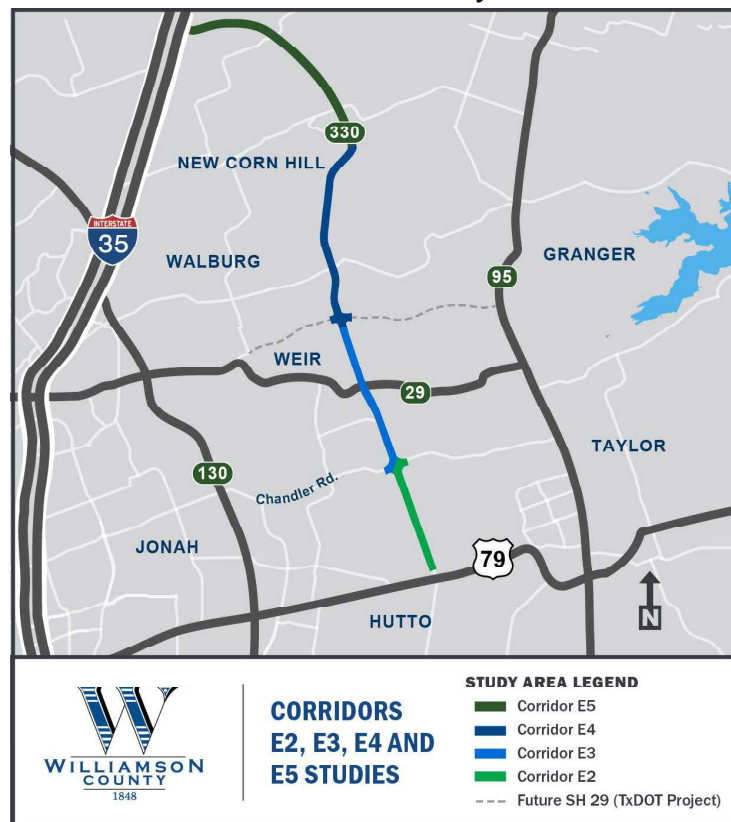 330
NEW CORN HILL
INTERSTATE
35
WALBURG
GRANGER
95
WEIR
29
TAYLOR
130
Chandler Rd.
JONAH
79
HUTTO
N
WILLIAMSON
COUNTY
1848
CORRIDORS
E2, E3, E4 AND
E5 STUDIES
STUDY AREA LEGEND
Corridor E5
Corridor E4
Corridor E3
Corridor E2
Future SH 29 (TxDOT Project)